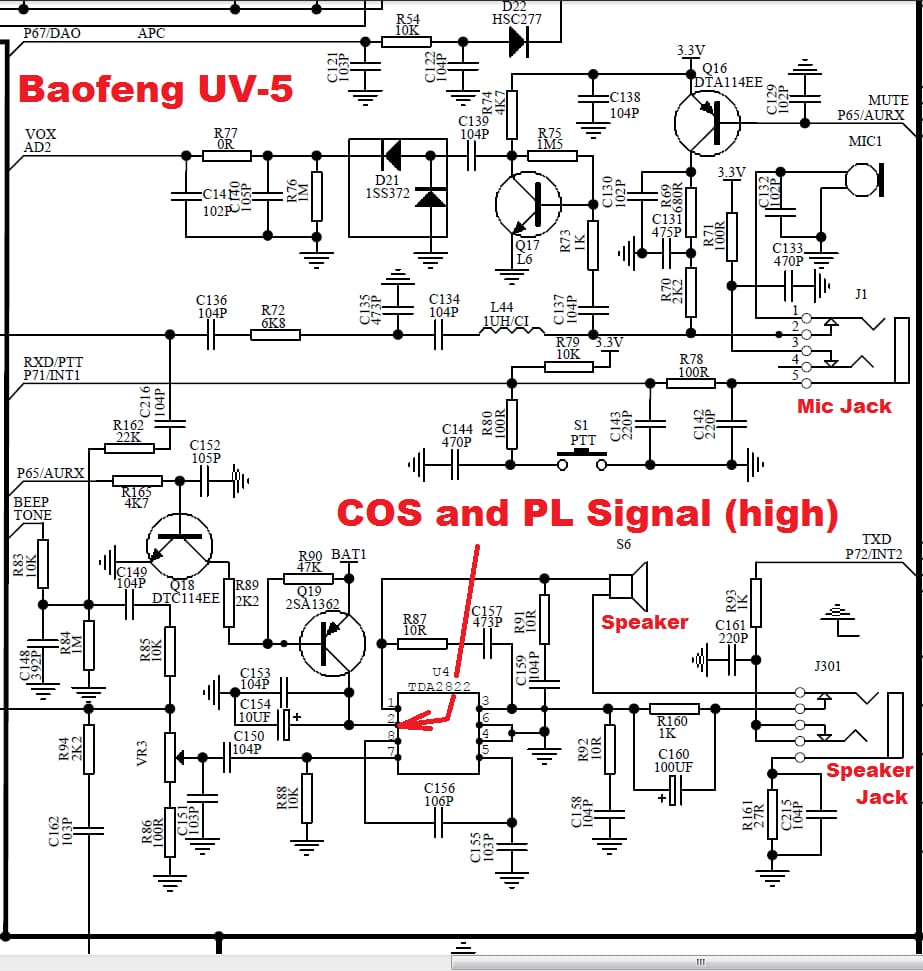 D22
HSC277
R54
10K
P67/DAO
APC
C121
103P
C122
104P
Baofeng UV-5
3.3V
Q16
DTA114EE
R74
4K7
C138
104P
C129
102P
MUTE
P65/AURX
VOX
AD2
R77
0R
C139
104P
R75
1M5
MIC1
D21
1SS372
C141
102P
C140
105P
R76
1M
C130
102P
R69
680R
3.3V
C132
102P
Q17
L6
R73
1K
C131
475P
R71
100R
C133
470P
C136
104P
R72
6K8
C135
473P
C134
104P
L44
1UH/CI
C137
104P
R70
2K2
J1
1
2
3
4
5
RXD/PTT
P71/INT1
R79
10K
3.3V
R78
100R
Mic Jack
C216
104P
R162
22K
C144
470P
R80
100R
S1
PTT
C143
220P
C142
220P
C152
105P
P65/AURX
R165
4K7
BEEP
TONE
COS and PL Signal (high)
S6
TXD
P72/INT2
R83
10K
C149
104P
Q18
DTC114EE
R89
2K2
R90
47K
BAT1
Q19
2SA1362
R87
10R
C157
473P
R91
10R
Speaker
R93
1K
C161
220P
C148
392P
R84
1M
R85
10K
C153
104P
C154
10UF
+
U4
TDA2822
C159
104P
J301
1
2
8
7
3
6
4
5
R94
2K2
VR3
C150
104P
R88
10K
R92
10R
R160
1K
C160
100UF
+
Speaker
Jack
C162
103P
R86
100R
C151
103P
C156
106P
C155
103P
C158
104P
R161
27R
C215
104P